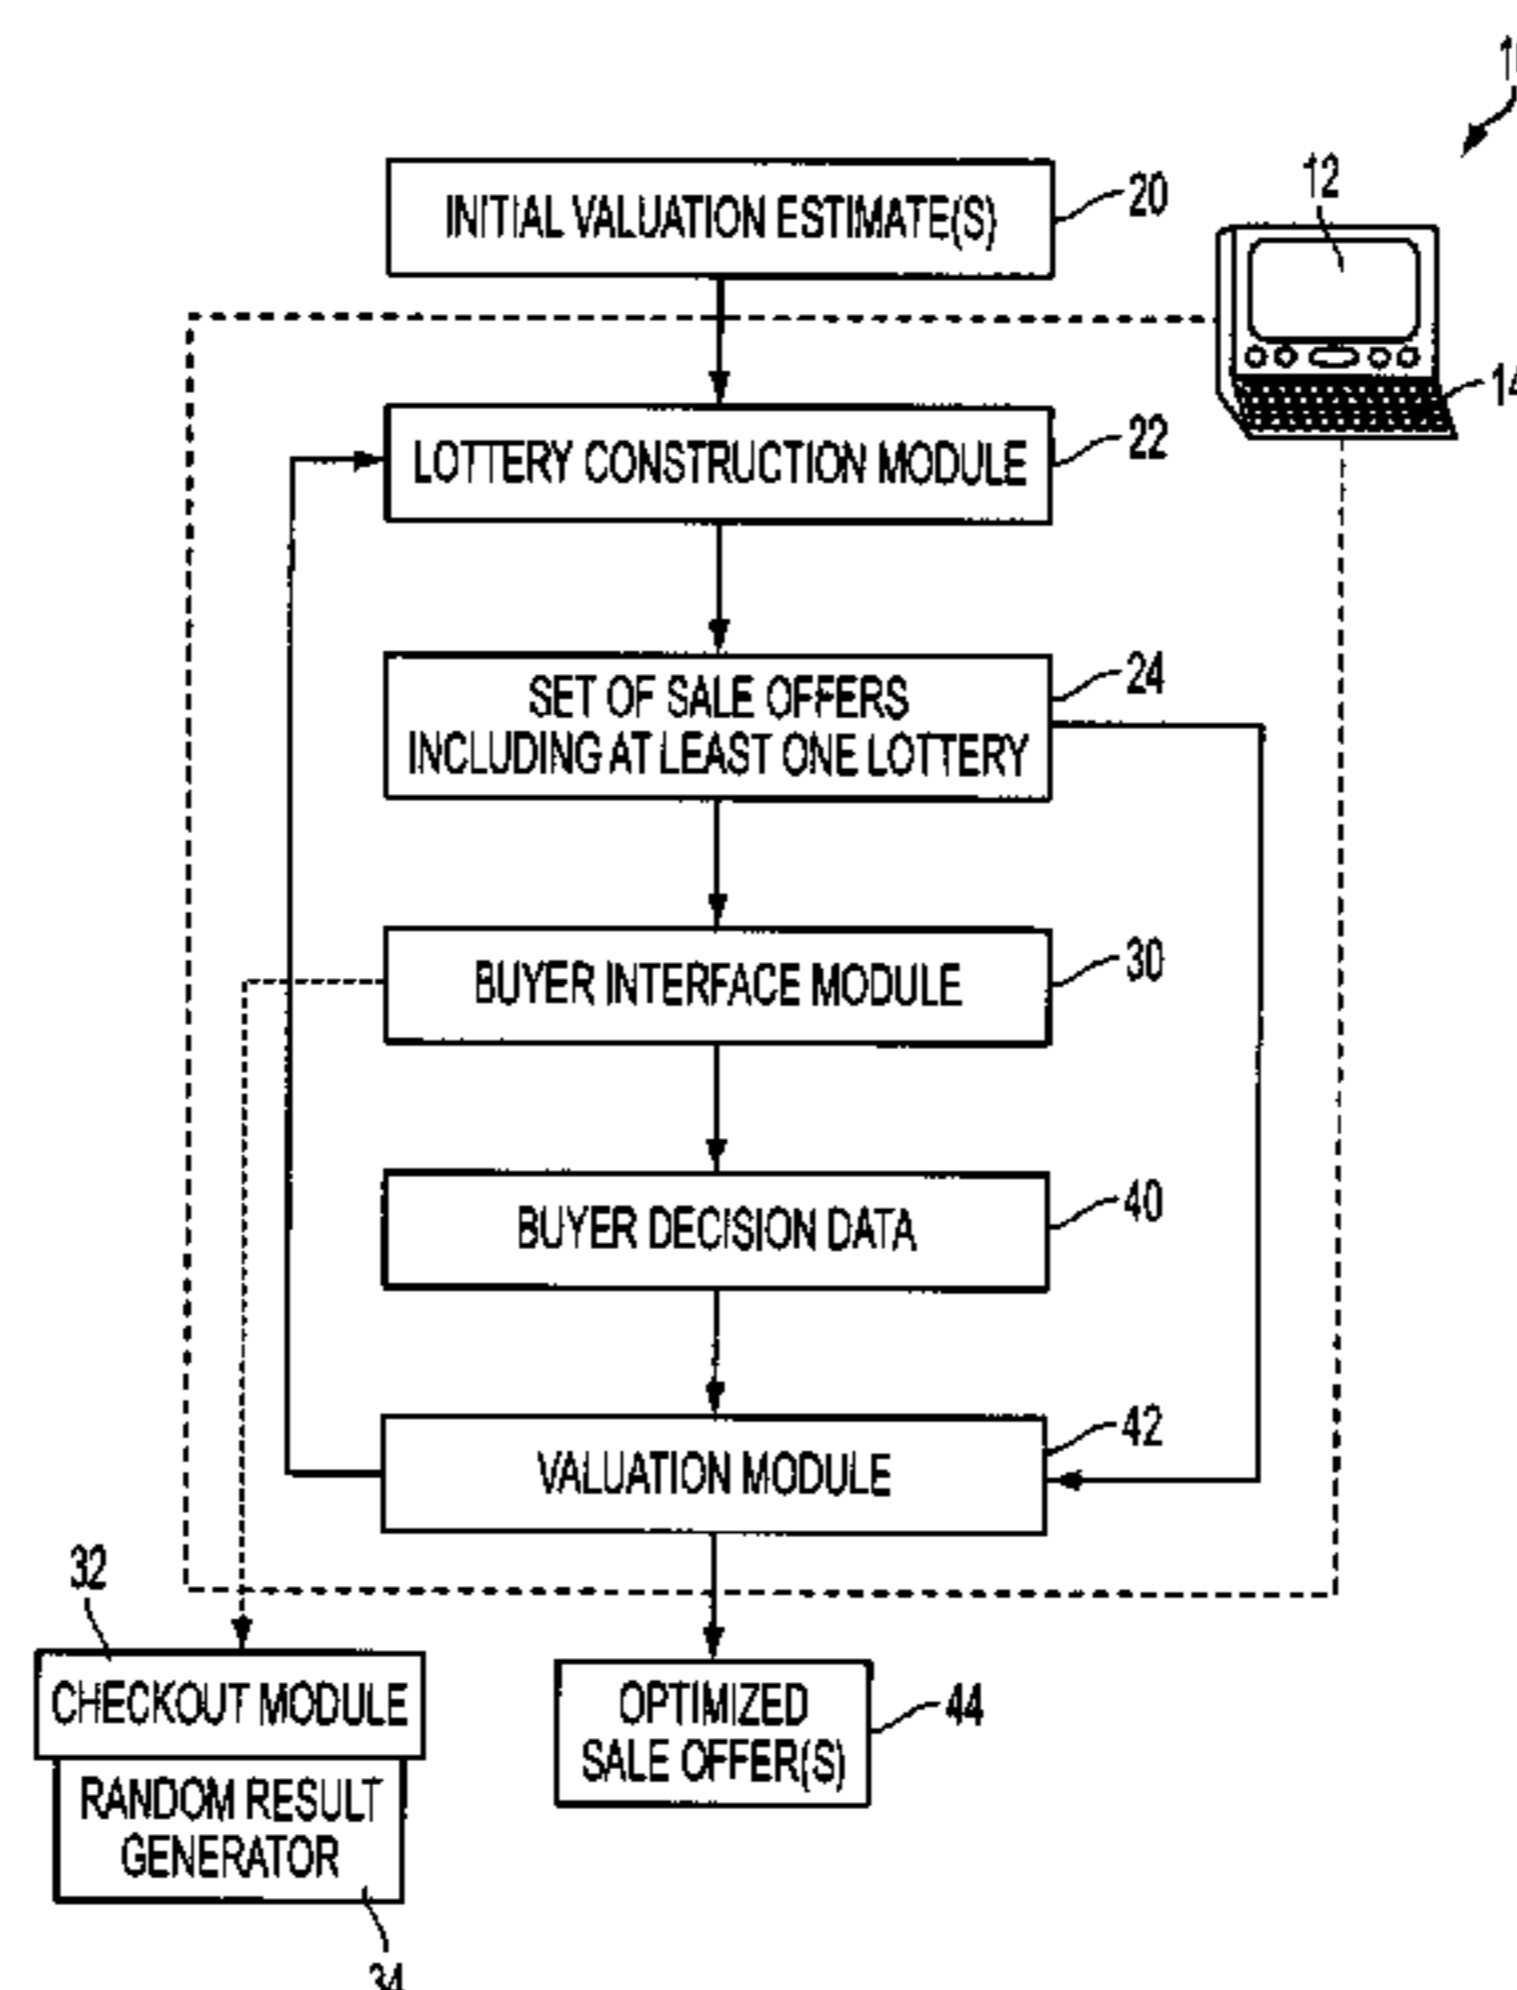 12
INITIAL VALUATION ESTIMATE(S)
20
LOTTERY CONSTRUCTION MODULE
22
SET OF SALE OFFERS
INCLUDING AT LEAST ONE LOTTERY
24
BUYER INTERFACE MODULE
30
BUYER DECISION DATA
40
VALUATION MODULE
42
32
CHECKOUT MODULE
RANDOM RESULT
GENERATOR
34
OPTIMIZED
SALE OFFER(S)
44